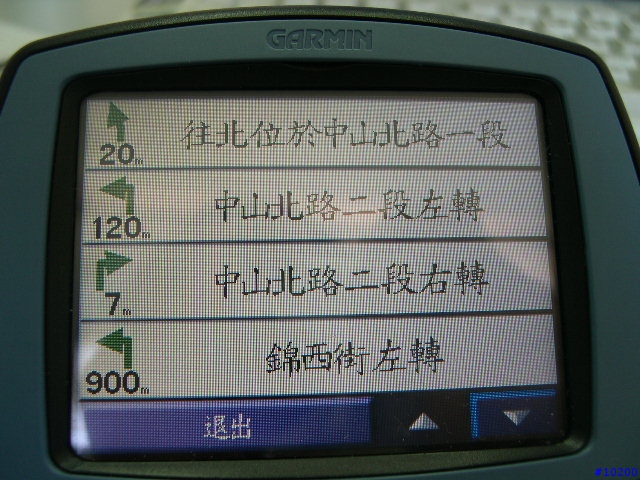 GARMIN
20m 往北位於中山北路一段
120m 中山北路二段左轉
7m 中山北路二段右轉
900m 錦西街左轉
退出
#10200